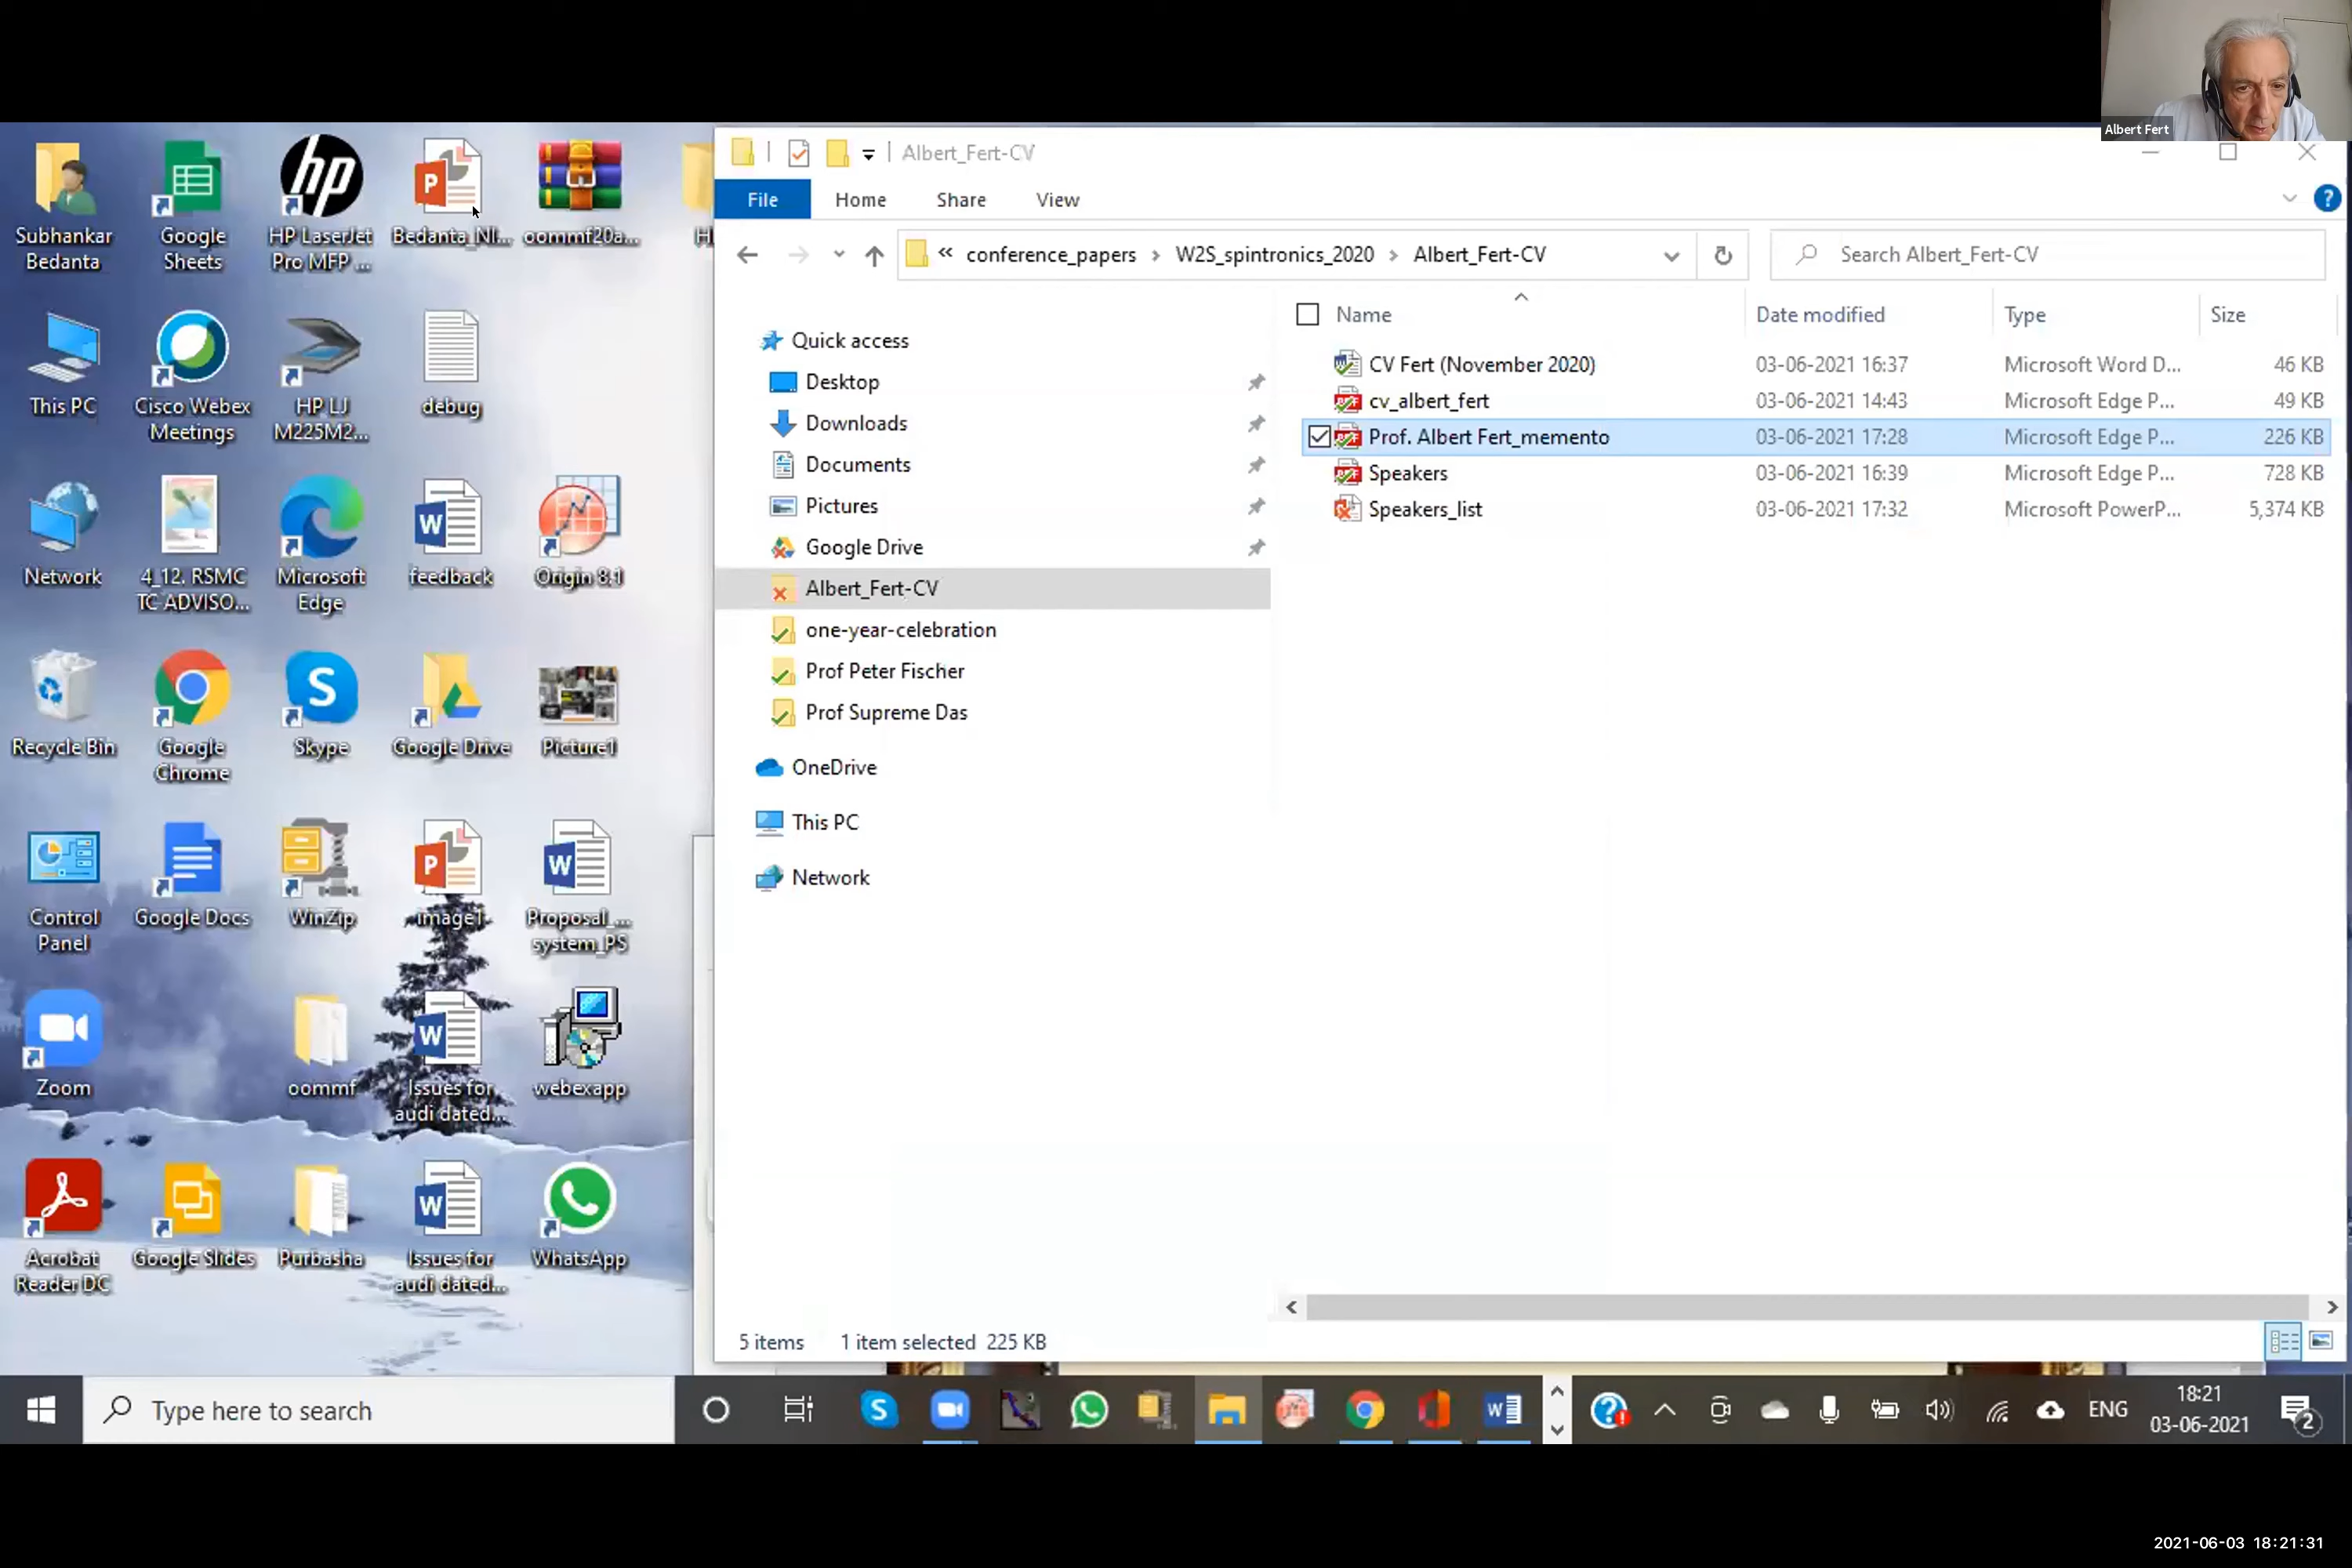 Albert Fert
Subhankar
Bedanta
Google
Sheets
HP LaserJet
Pro MFP ...
Bedanta_NI...
oommf20a...
This PC
Cisco Webex
Meetings
HP LJ
M225M2...
debug
Network
4_12. RSMC
TC ADVISO...
Microsoft
Edge
feedback
Origin 8.1
Recycle Bin
Google
Chrome
Skype
Google Drive
Picture1
Control
Panel
Google Docs
WinZip
image1
Proposal_...
system_PS
Zoom
oommf
Issues for
audi dated...
webexapp
Acrobat
Reader DC
Google Slides
Purbasha
Issues for
audi dated...
WhatsApp
Albert_Fert-CV
File Home Share View
« conference_papers › W2S_spintronics_2020 › Albert_Fert-CV
Search Albert_Fert-CV
Quick access
Desktop
Downloads
Documents
Pictures
Google Drive
Albert_Fert-CV
one-year-celebration
Prof Peter Fischer
Prof Supreme Das
OneDrive
This PC
Network
Name Date modified Type Size
CV Fert (November 2020) 03-06-2021 16:37 Microsoft Word D... 46 KB
cv_albert_fert 03-06-2021 14:43 Microsoft Edge P... 49 KB
Prof. Albert Fert_memento 03-06-2021 17:28 Microsoft Edge P... 226 KB
Speakers 03-06-2021 16:39 Microsoft Edge P... 728 KB
Speakers_list 03-06-2021 17:32 Microsoft PowerP... 5,374 KB
5 items 1 item selected 225 KB
Type here to search
ENG
18:21
03-06-2021
2
2021-06-03 18:21:31